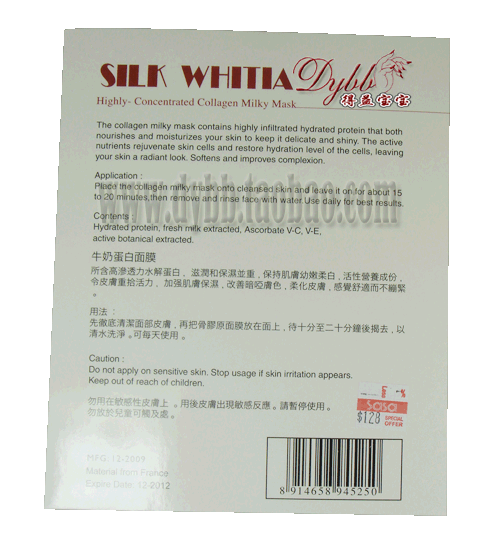 SILK WHITIA Dybb
得益宝宝
Highly- Concentrated Collagen Milky Mask
The collagen milky mask contains highly infiltrated hydrated protein that both
nourishes and moisturizes your skin to keep it delicate and shiny. The active
nutrients rejuvenate skin cells and restore hydration level of the cells, leaving
your skin a radiant look. Softens and improves complexion.
Application :
Place the collagen milky mask onto cleansed skin and leave it on for about 15
to 20 minutes,then remove and rinse face with water.Use daily for best results.
www.dybb.taobao.com
Contents :
Hydrated protein, fresh milk extracted, Ascorbate V-C, V-E,
active botanical extracted.
牛奶蛋白面膜
所含高滲透力水解蛋白，滋潤和保濕並重，保持肌膚幼嫩柔白，活性營養成份，
令皮膚重拾活力，加強肌膚保濕，改善暗啞膚色，柔化皮膚，感覺舒適而不繃緊
。
用法：
先徹底清潔面部皮膚，再把骨膠原面膜放在面上，待十分至二十分鐘後揭去，以
清水洗淨。可每天使用。
Caution :
Do not apply on sensitive skin. Stop usage if skin irritation appears.
Keep out of reach of children.
勿用在敏感性皮膚上。用後皮膚出現敏感反應。請暫停使用。
勿放於兒童可觸及處。
sasa
$128 SPECIAL OFFER
MFG: 12-2009
Material from France
Expire Date: 12-2012
8 914658 945250